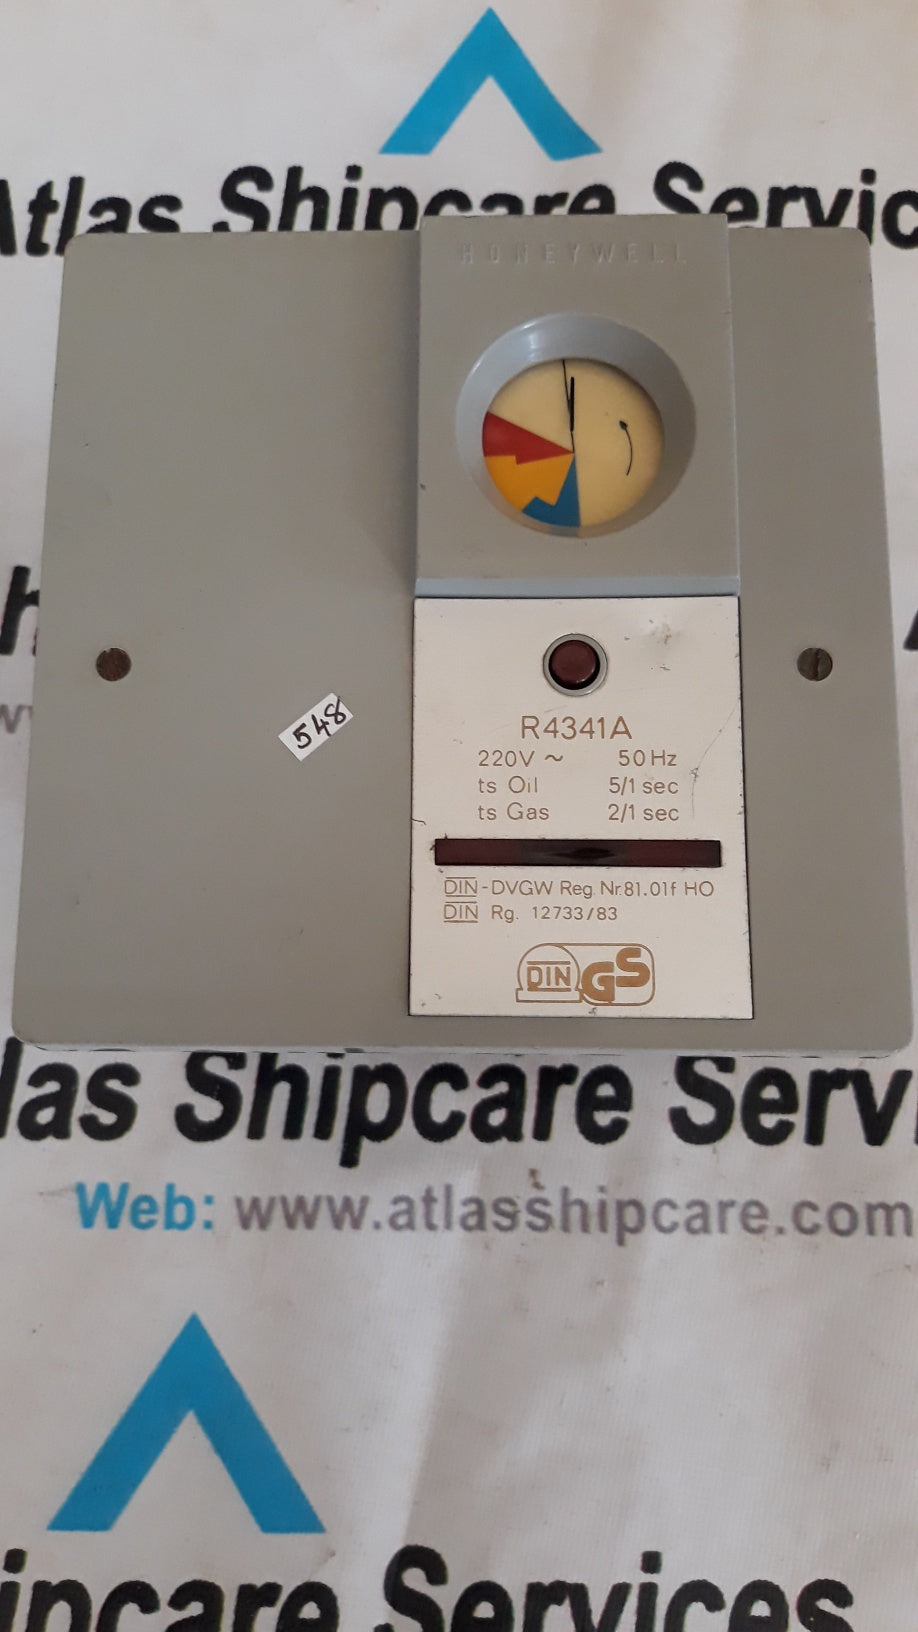 Atlas Shipcare Servic
HONEYWELL
548
R4341A
220V ~ 50 Hz
ts Oil 5/1 sec
ts Gas 2/1 sec
DIN-DVGW Reg. Nr.81.01f HO
DIN Rg. 12733/83
DIN GS
las Shipcare Serv
Web: www.atlasshipcare.com
ipcare Services